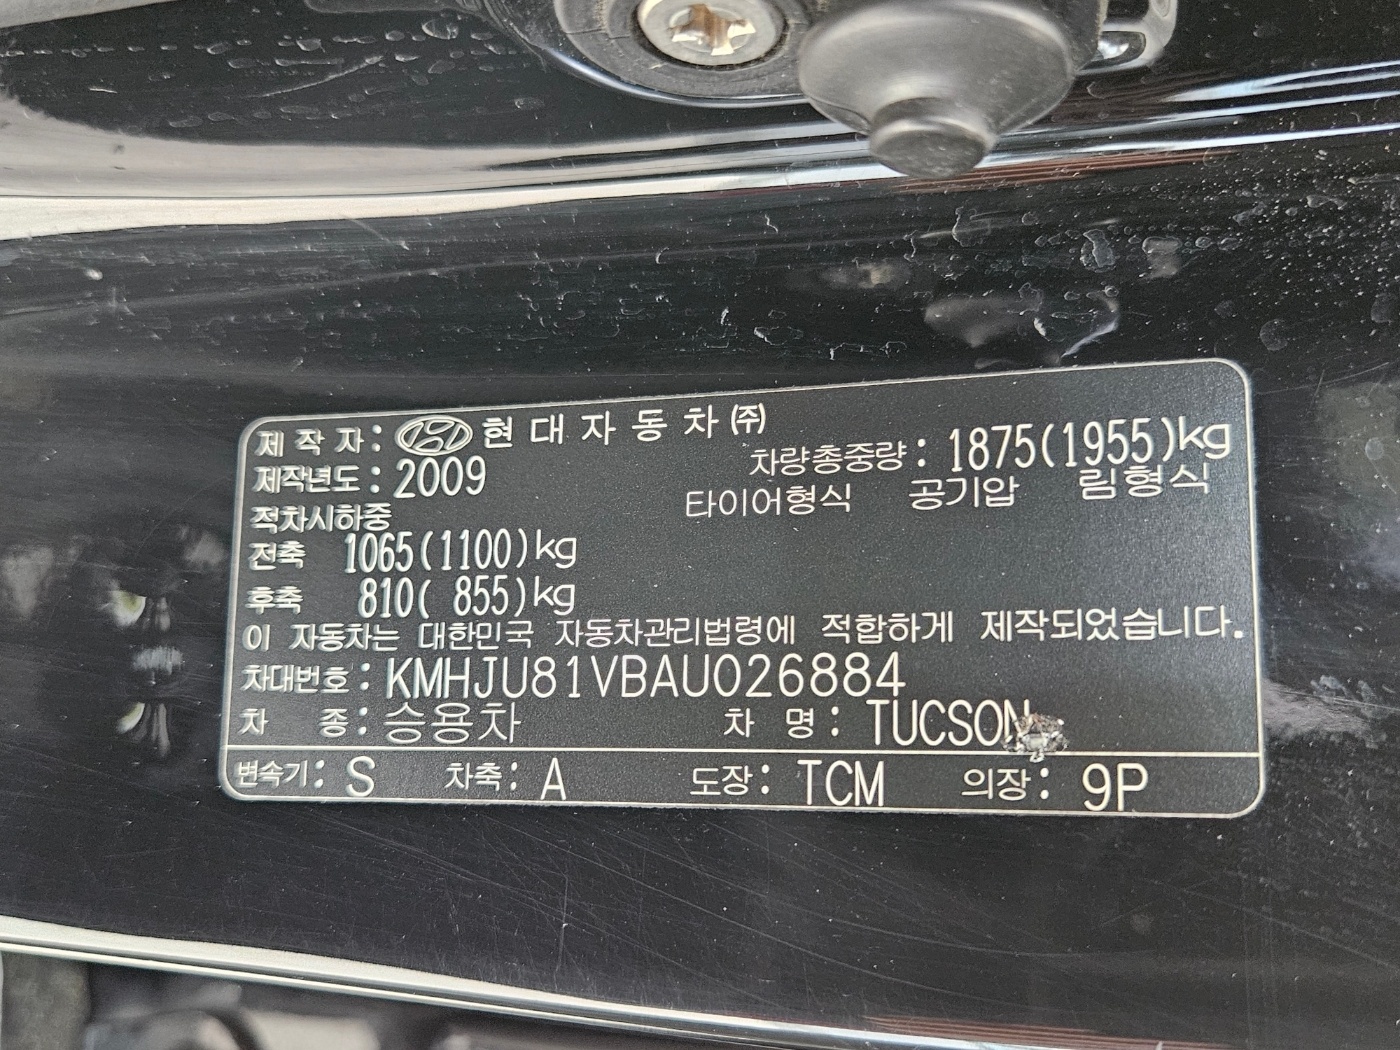 제 작 자 : 현 대 자 동 차 ㈜
제작년도 : 2009
차량총중량 : 1875(1955)kg
적차시하중
타이어형식 공기압 림형식
전축 1065(1100)kg
후축 810( 855)kg
이 자동차는 대한민국 자동차관리법령에 적합하게 제작되었습니다.
차대번호 : KMHJU81VBAU026884
차 종 : 승용차 차 명 : TUCSON
변속기 : S 차축 : A 도장 : TCM 의장 : 9P